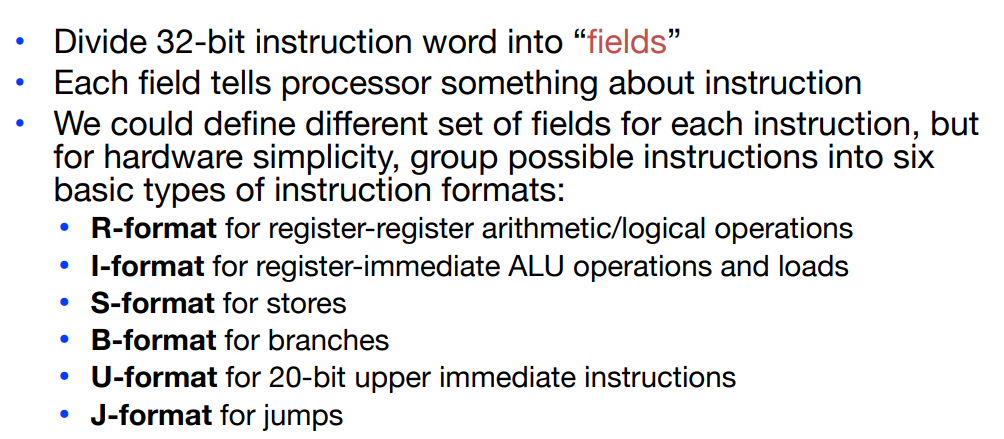 • Divide 32-bit instruction word into “fields”
• Each field tells processor something about instruction
• We could define different set of fields for each instruction, but
for hardware simplicity, group possible instructions into six
basic types of instruction formats:
• R-format for register-register arithmetic/logical operations
• I-format for register-immediate ALU operations and loads
• S-format for stores
• B-format for branches
• U-format for 20-bit upper immediate instructions
• J-format for jumps